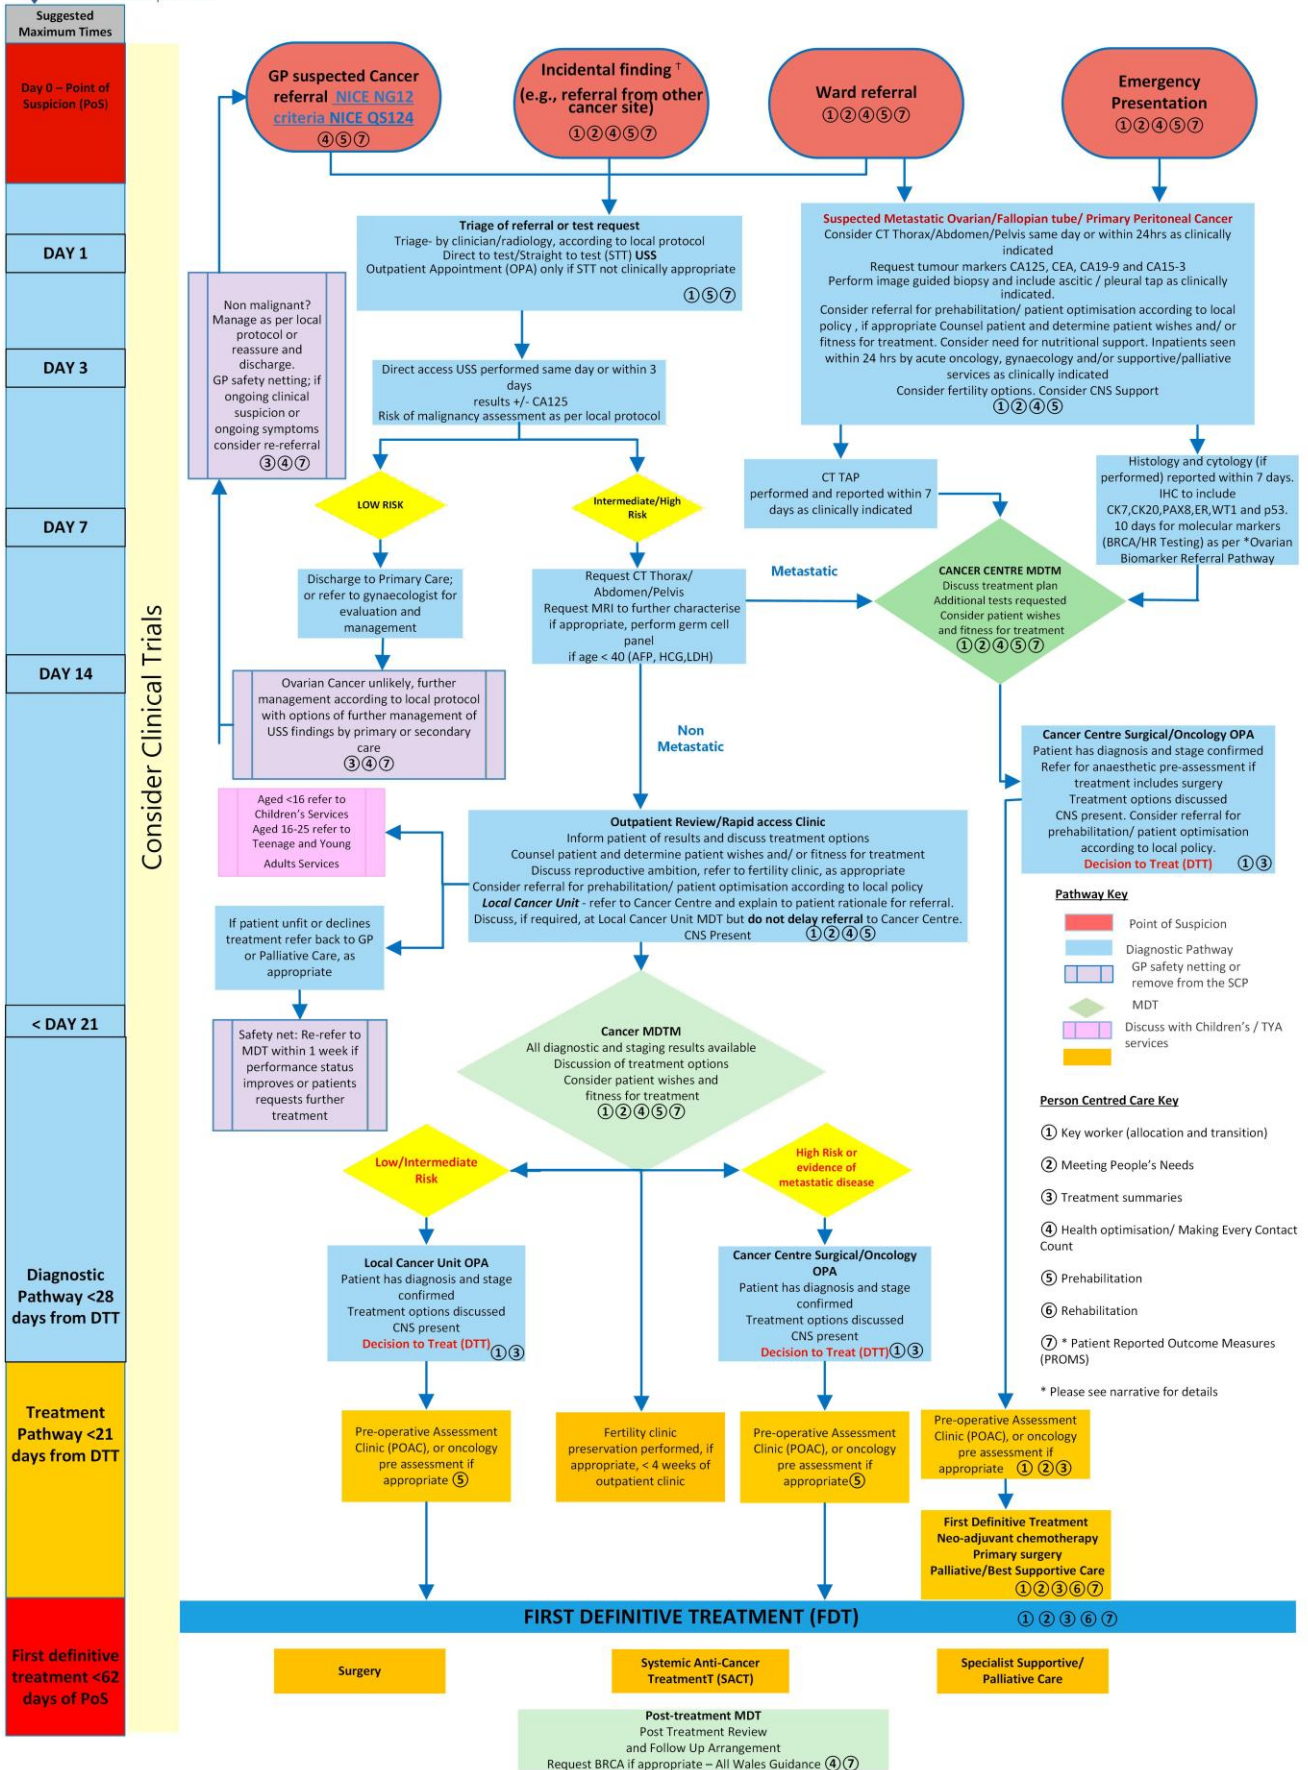 Suggested
Maximum Times
Day 0 – Point of
Suspicion (PoS)
DAY 1
DAY 3
DAY 7
DAY 14
< DAY 21
Diagnostic
Pathway <28
days from DTT
Treatment
Pathway <21
days from DTT
First definitive
treatment <62
days of PoS
Consider Clinical Trials
GP suspected Cancer
referral NICE NG12
criteria NICE QS124
④⑤⑦
Incidental finding †
(e.g., referral from other
cancer site)
①②④⑤⑦
Ward referral
①②④⑤⑦
Emergency
Presentation
①②④⑤⑦
Triage of referral or test request
Triage- by clinician/radiology, according to local protocol
Direct to test/Straight to test (STT) USS
Outpatient Appointment (OPA) only if STT not clinically appropriate
①⑤⑦
Suspected Metastatic Ovarian/Fallopian tube/ Primary Peritoneal Cancer
Consider CT Thorax/Abdomen/Pelvis same day or within 24hrs as clinically
indicated
Request tumour markers CA125, CEA, CA19-9 and CA15-3
Perform image guided biopsy and include ascitic / pleural tap as clinically
indicated.
Consider referral for prehabilitation/ patient optimisation according to local
policy , if appropriate Counsel patient and determine patient wishes and/ or
fitness for treatment. Consider need for nutritional support. Inpatients seen
within 24 hrs by acute oncology, gynaecology and/or supportive/palliative
services as clinically indicated
Consider fertility options. Consider CNS Support
①②④⑤
Non malignant?
Manage as per local
protocol or
reassure and
discharge.
GP safety netting; if
ongoing clinical
suspicion or
ongoing symptoms
consider re-referral
③④⑦
Direct access USS performed same day or within 3
days
results +/- CA125
Risk of malignancy assessment as per local protocol
LOW RISK
Intermediate/High
Risk
CT TAP
performed and reported within 7
days as clinically indicated
Histology and cytology (if
performed) reported within 7 days.
IHC to include
CK7,CK20,PAX8,ER,WT1 and p53.
10 days for molecular markers
(BRCA/HR Testing) as per *Ovarian
Biomarker Referral Pathway
Discharge to Primary Care;
or refer to gynaecologist for
evaluation and
management
Request CT Thorax/
Abdomen/Pelvis
Request MRI to further characterise
if appropriate, perform germ cell
panel
if age < 40 (AFP, HCG,LDH)
Metastatic
CANCER CENTRE MDTM
Discuss treatment plan
Additional tests requested
Consider patient wishes
and fitness for treatment
①②④⑤⑦
Ovarian Cancer unlikely, further
management according to local protocol
with options of further management of
USS findings by primary or secondary
care
③④⑦
Non
Metastatic
Cancer Centre Surgical/Oncology OPA
Patient has diagnosis and stage confirmed
Refer for anaesthetic pre-assessment if
treatment includes surgery
Treatment options discussed
CNS present. Consider referral for
prehabilitation/ patient optimisation
according to local policy.
Decision to Treat (DTT) ①③
Aged <16 refer to
Children's Services
Aged 16-25 refer to
Teenage and Young
Adults Services
Outpatient Review/Rapid access Clinic
Inform patient of results and discuss treatment options
Counsel patient and determine patient wishes and/ or fitness for treatment
Discuss reproductive ambition, refer to fertility clinic, as appropriate
Consider referral for prehabilitation/ patient optimisation according to local policy
Local Cancer Unit - refer to Cancer Centre and explain to patient rationale for referral.
Discuss, if required, at Local Cancer Unit MDT but do not delay referral to Cancer Centre.
CNS Present ①②④⑤
If patient unfit or declines
treatment refer back to GP
or Palliative Care, as
appropriate
Safety net: Re-refer to
MDT within 1 week if
performance status
improves or patients
requests further
treatment
Cancer MDTM
All diagnostic and staging results available
Discussion of treatment options
Consider patient wishes and
fitness for treatment
①②④⑤⑦
Pathway Key
Point of Suspicion
Diagnostic Pathway
GP safety netting or
remove from the SCP
MDT
Discuss with Children's / TYA
services
Person Centred Care Key
① Key worker (allocation and transition)
② Meeting People's Needs
③ Treatment summaries
④ Health optimisation/ Making Every Contact
Count
⑤ Prehabilitation
⑥ Rehabilitation
⑦ * Patient Reported Outcome Measures
(PROMS)
* Please see narrative for details
Low/Intermediate
Risk
High Risk or
evidence of
metastatic disease
Local Cancer Unit OPA
Patient has diagnosis and stage
confirmed
Treatment options discussed
CNS present
Decision to Treat (DTT) ①③
Cancer Centre Surgical/Oncology
OPA
Patient has diagnosis and stage
confirmed
Treatment options discussed
CNS present
Decision to Treat (DTT) ①③
Pre-operative Assessment
Clinic (POAC), or oncology
pre assessment if
appropriate ⑤
Fertility clinic
preservation performed, if
appropriate, < 4 weeks of
outpatient clinic
Pre-operative Assessment
Clinic (POAC), or oncology
pre assessment if
appropriate ⑤
Pre-operative Assessment
Clinic (POAC), or oncology
pre assessment if
appropriate ① ②③
First Definitive Treatment
Neo-adjuvant chemotherapy
Primary surgery
Palliative/Best Supportive Care
①②③⑥⑦
FIRST DEFINITIVE TREATMENT (FDT) ① ② ③ ⑥ ⑦
Surgery
Systemic Anti-Cancer
TreatmentT (SACT)
Specialist Supportive/
Palliative Care
Post-treatment MDT
Post Treatment Review
and Follow Up Arrangement
Request BRCA if appropriate – All Wales Guidance ④⑦